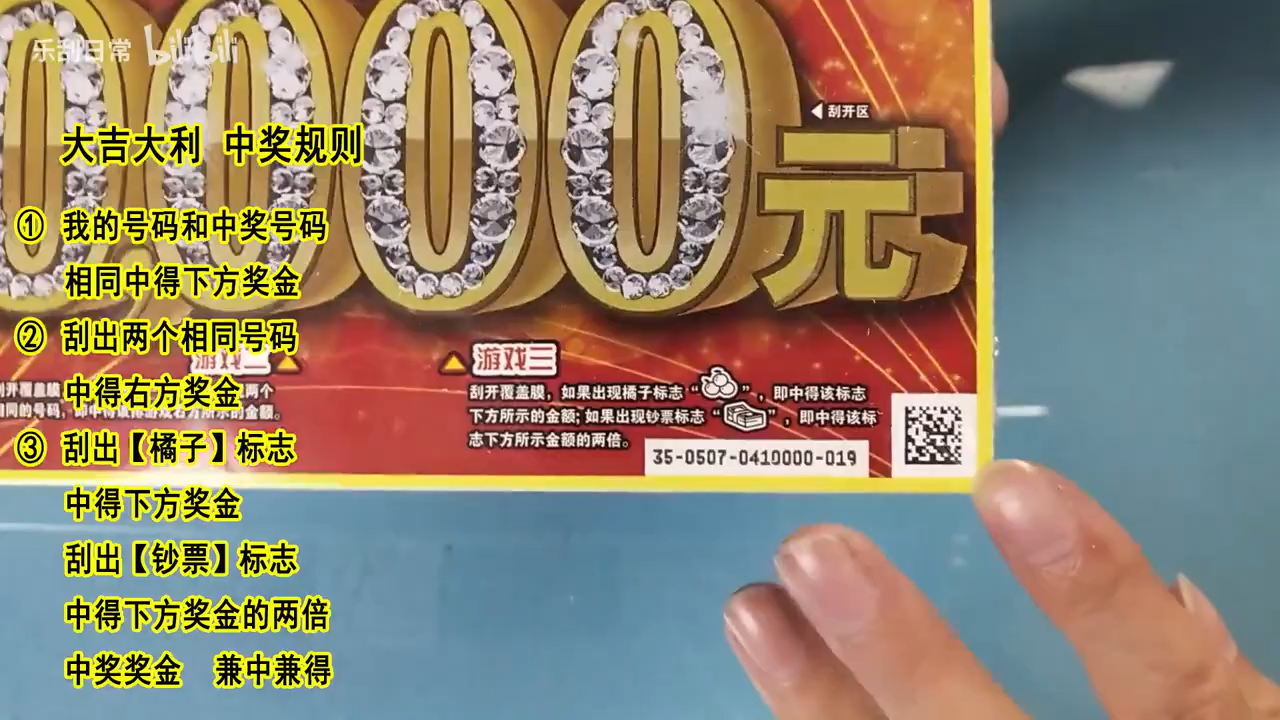 乐刮日常 bilibili
◀刮开区
大吉大利 中奖规则
① 我的号码和中奖号码
相同中得下方奖金
② 刮出两个相同号码
中得右方奖金
③ 刮出【橘子】标志
中得下方奖金
刮出【钞票】标志
中得下方奖金的两倍
中奖奖金 兼中兼得
游戏三
刮开覆盖膜，如果出现橘子标志“”，即中得该标志
下方所示的金额；如果出现钞票标志“”，即中得该标
志下方所示金额的两倍。
35-0507-0410000-019
000元